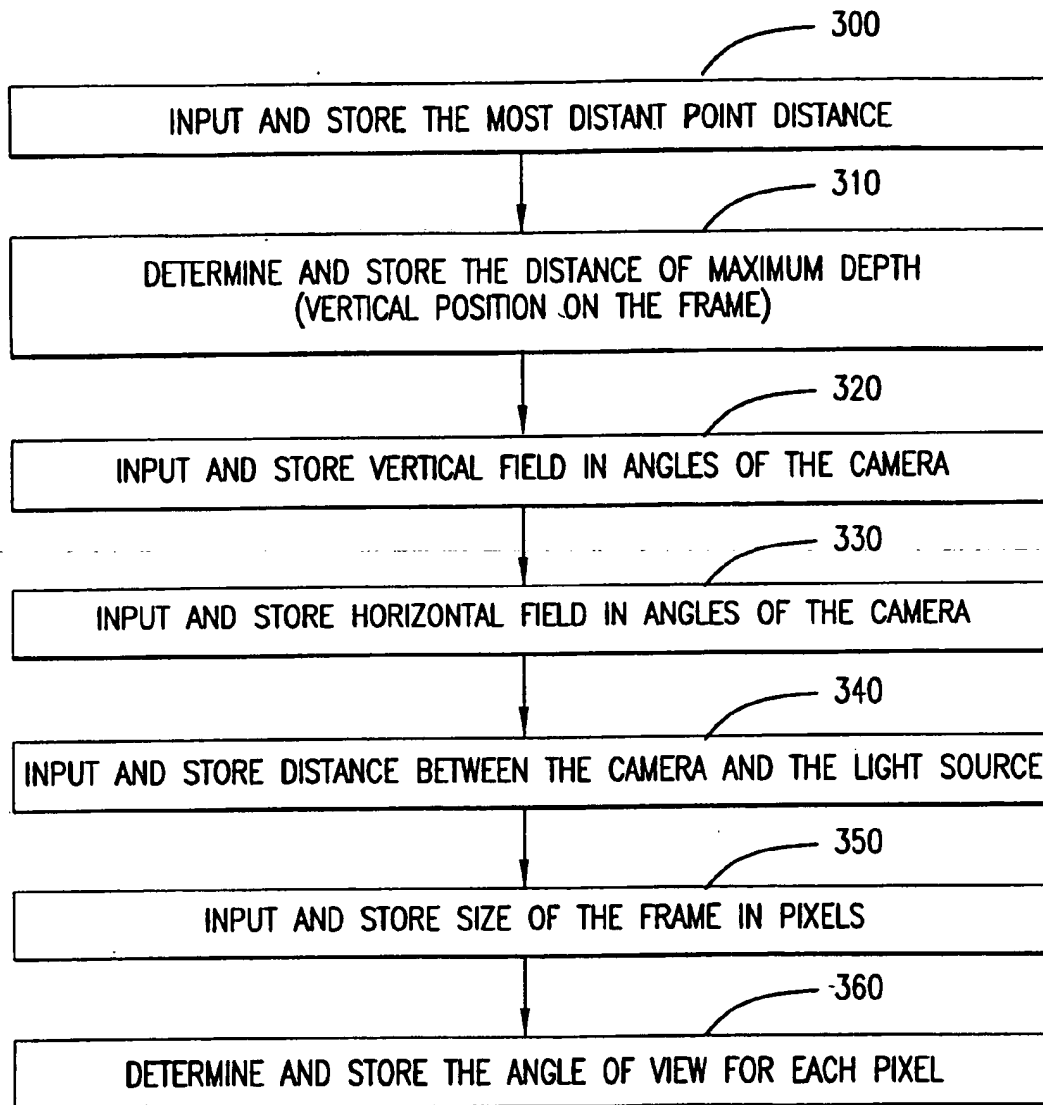 300
INPUT AND STORE THE MOST DISTANT POINT DISTANCE
310
DETERMINE AND STORE THE DISTANCE OF MAXIMUM DEPTH
(VERTICAL POSITION ON THE FRAME)
320
INPUT AND STORE VERTICAL FIELD IN ANGLES OF THE CAMERA
330
INPUT AND STORE HORIZONTAL FIELD IN ANGLES OF THE CAMERA
340
INPUT AND STORE DISTANCE BETWEEN THE CAMERA AND THE LIGHT SOURCE
350
INPUT AND STORE SIZE OF THE FRAME IN PIXELS
360
DETERMINE AND STORE THE ANGLE OF VIEW FOR EACH PIXEL